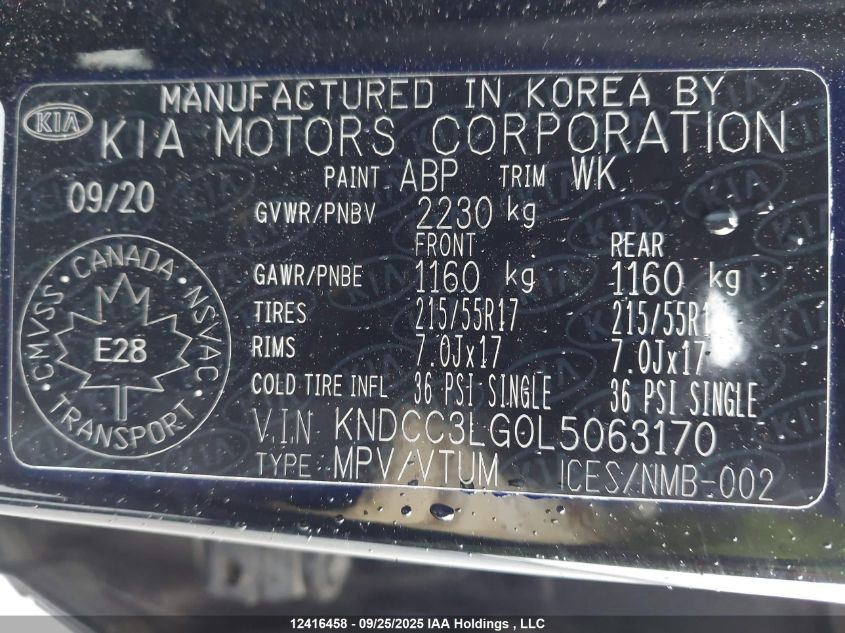 MANUFACTURED IN KOREA BY
KIA
KIA MOTORS CORPORATION
PAINT ABP TRIM WK
09/20
GVWR/PNBV 2230 kg
FRONT REAR
GAWR/PNBE 1160 kg 1160 kg
TIRES 215/55R17 215/55R17
RIMS 7.0Jx17 7.0Jx17
COLD TIRE INFL 36 PSI SINGLE 36 PSI SINGLE
V.I.N KNDCC3LG0L5063170
TYPE MPV/VTUM ICES/NMB-002
CMVSS · CANADA · NSVAC · TRANSPORT ·
E28
12416458 - 09/25/2025 IAA Holdings , LLC